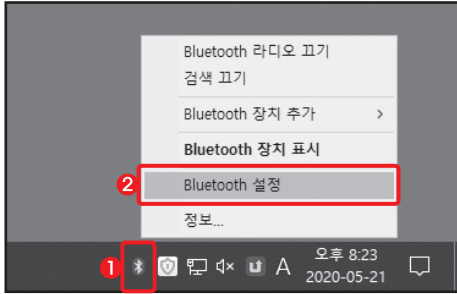 Bluetooth 라디오 끄기
검색 끄기
Bluetooth 장치 추가 >
Bluetooth 장치 표시
2 Bluetooth 설정
정보...
1 A 오후 8:23
2020-05-21